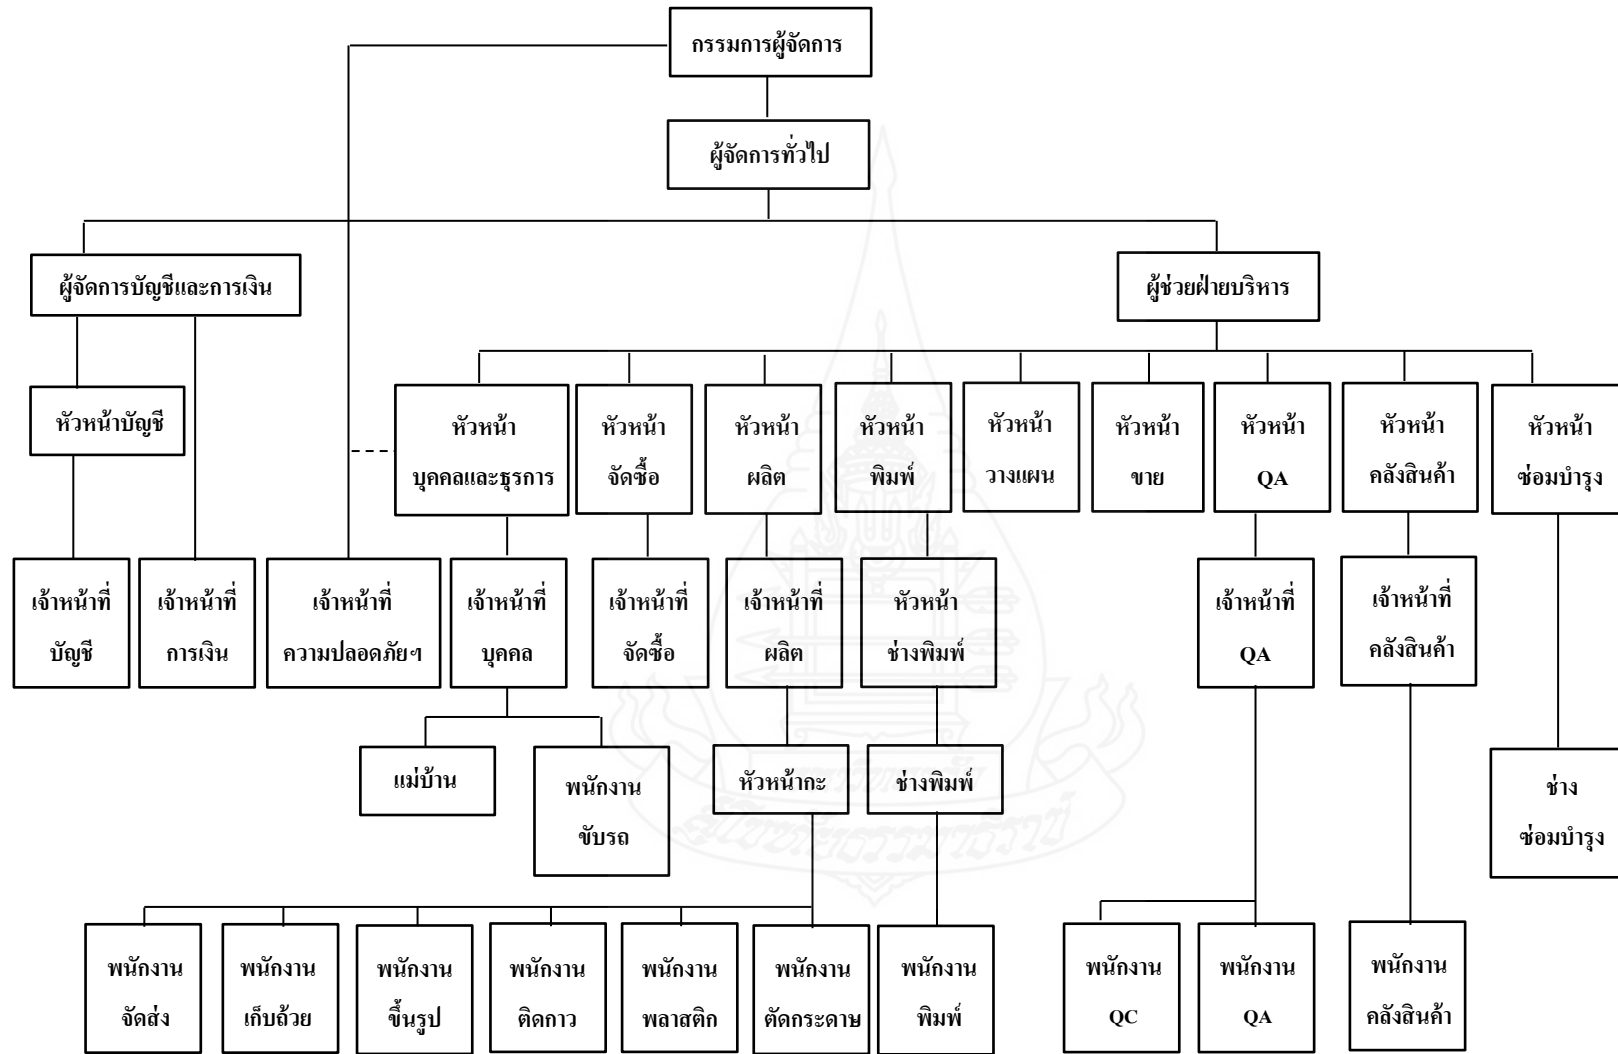 กรรมการผู้จัดการ
ผู้จัดการทั่วไป
ผู้จัดการบัญชีและการเงิน
ผู้ช่วยฝ่ายบริหาร
หัวหน้าบัญชี
หัวหน้า
บุคคลและธุรการ
หัวหน้า
จัดซื้อ
หัวหน้า
ผลิต
หัวหน้า
พิมพ์
หัวหน้า
วางแผน
หัวหน้า
ขาย
หัวหน้า
QA
หัวหน้า
คลังสินค้า
หัวหน้า
ซ่อมบำรุง
เจ้าหน้าที่
บัญชี
เจ้าหน้าที่
การเงิน
เจ้าหน้าที่
ความปลอดภัยฯ
เจ้าหน้าที่
บุคคล
เจ้าหน้าที่
จัดซื้อ
เจ้าหน้าที่
ผลิต
หัวหน้า
ช่างพิมพ์
เจ้าหน้าที่
QA
เจ้าหน้าที่
คลังสินค้า
แม่บ้าน
พนักงาน
ขับรถ
หัวหน้ากะ
ช่างพิมพ์
ช่าง
ซ่อมบำรุง
พนักงาน
จัดส่ง
พนักงาน
เก็บถ้วย
พนักงาน
ขึ้นรูป
พนักงาน
ติดกาว
พนักงาน
พลาสติก
พนักงาน
ตัดกระดาษ
พนักงาน
พิมพ์
พนักงาน
QC
พนักงาน
QA
พนักงาน
คลังสินค้า